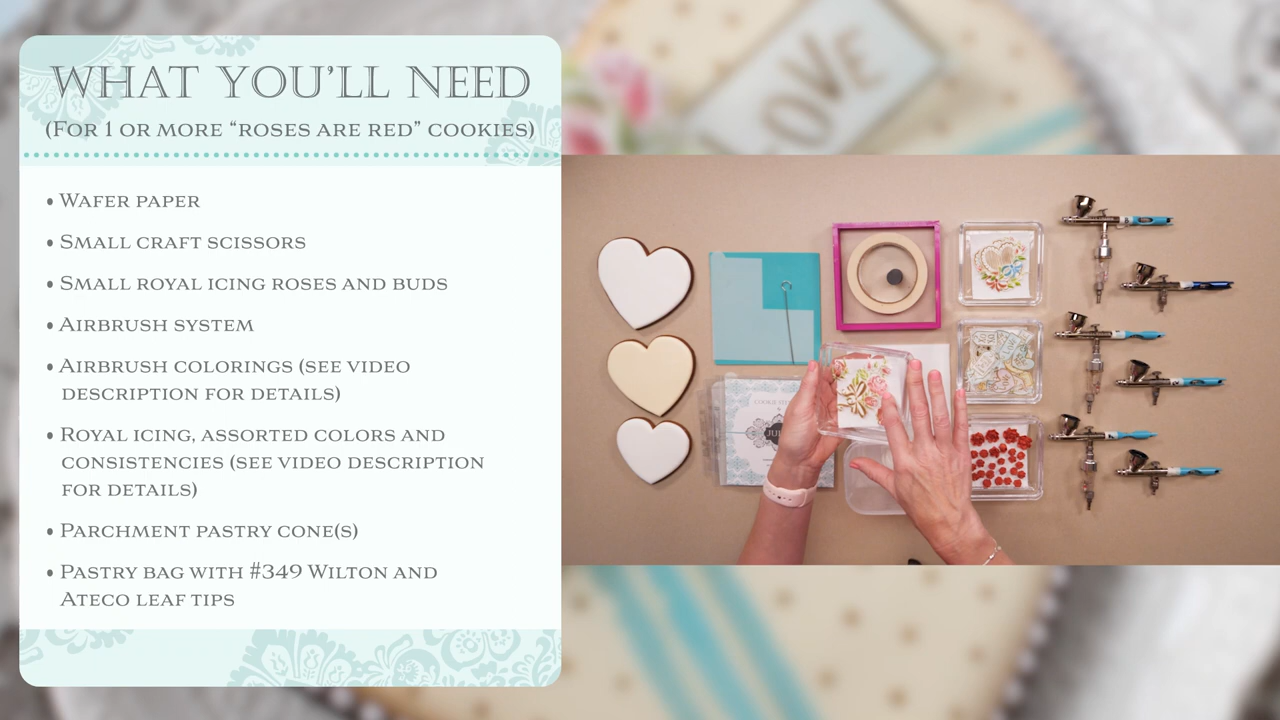 WHAT YOU'LL NEED
(FOR 1 OR MORE “ROSES ARE RED” COOKIES)
• WAFER PAPER
• SMALL CRAFT SCISSORS
• SMALL ROYAL ICING ROSES AND BUDS
• AIRBRUSH SYSTEM
• AIRBRUSH COLORINGS (SEE VIDEO
DESCRIPTION FOR DETAILS)
• ROYAL ICING, ASSORTED COLORS AND
CONSISTENCIES (SEE VIDEO DESCRIPTION
FOR DETAILS)
• PARCHMENT PASTRY CONE(S)
• PASTRY BAG WITH #349 WILTON AND
ATECO LEAF TIPS
LOVE